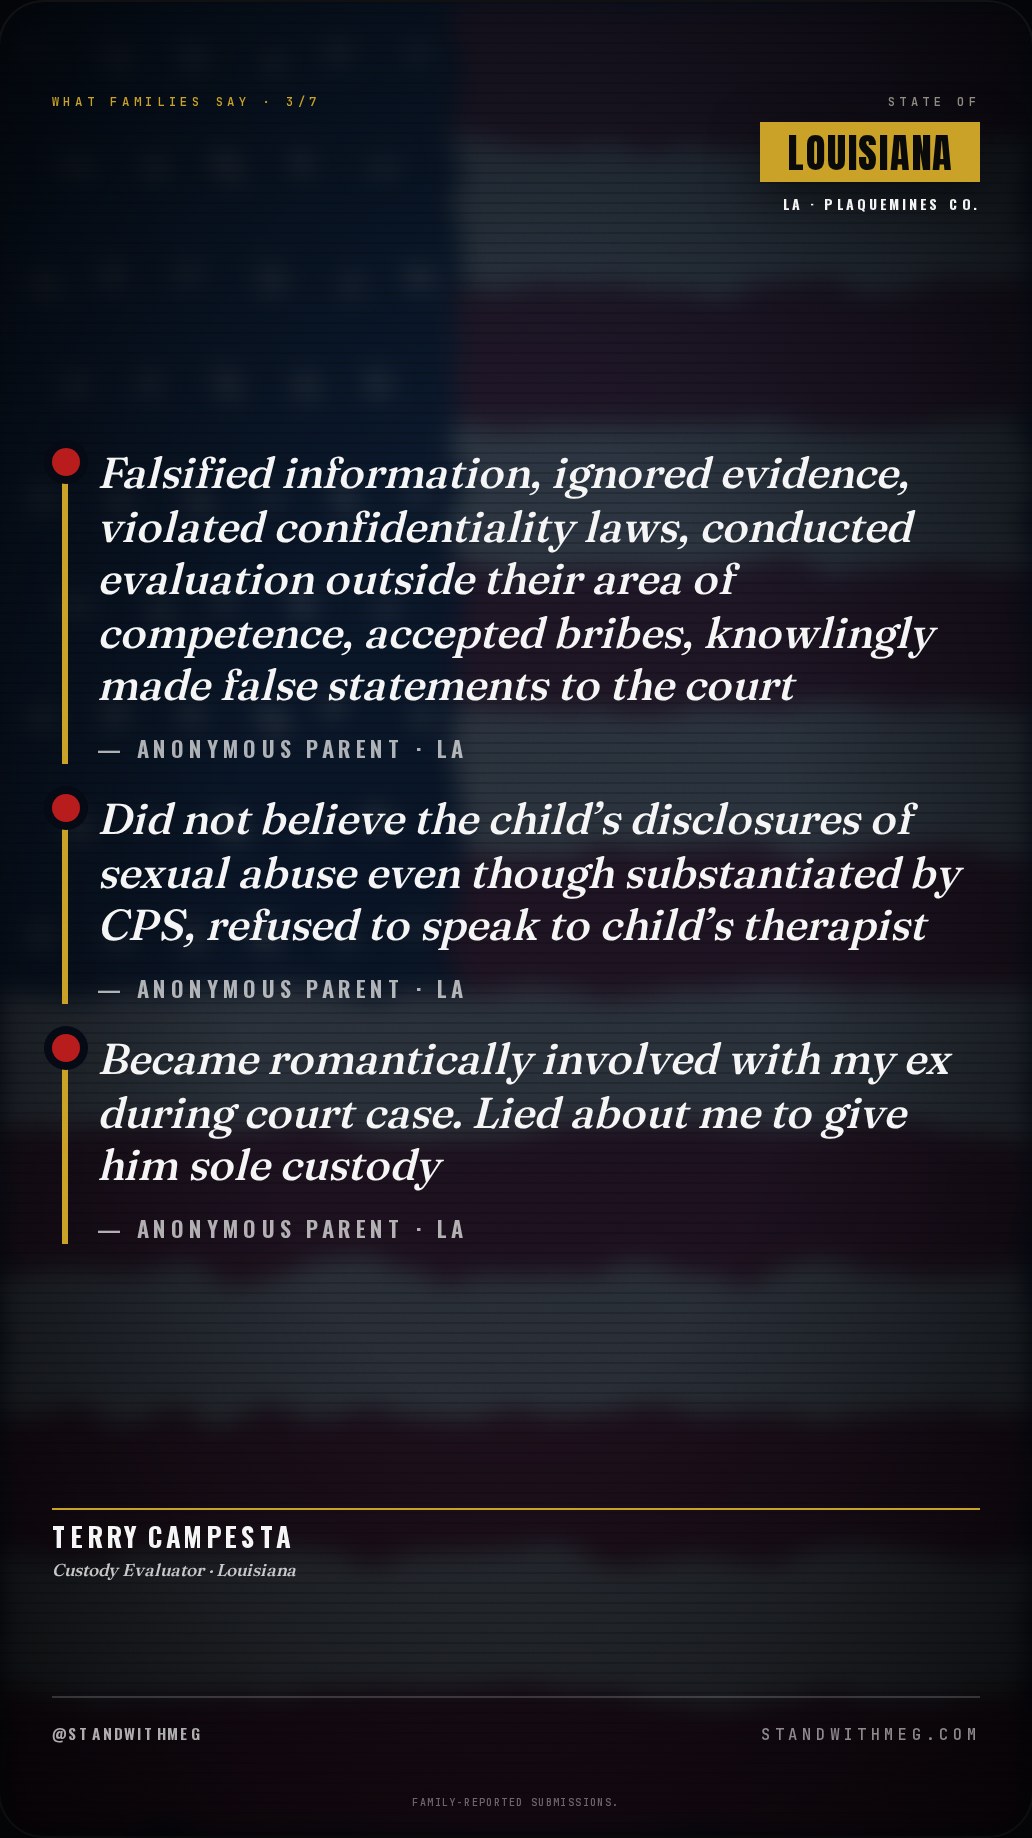 WHAT FAMILIES SAY · 3/7
STATE OF
LOUISIANA
LA · PLAQUEMINES CO.
Falsified information, ignored evidence,
violated confidentiality laws, conducted
evaluation outside their area of
competence, accepted bribes, knowlingly
made false statements to the court
— ANONYMOUS PARENT · LA
Did not believe the child’s disclosures of
sexual abuse even though substantiated by
CPS, refused to speak to child’s therapist
— ANONYMOUS PARENT · LA
Became romantically involved with my ex
during court case. Lied about me to give
him sole custody
— ANONYMOUS PARENT · LA
TERRY CAMPESTA
Custody Evaluator · Louisiana
@STANDWITHMEG
STANDWITHMEG.COM
FAMILY-REPORTED SUBMISSIONS.